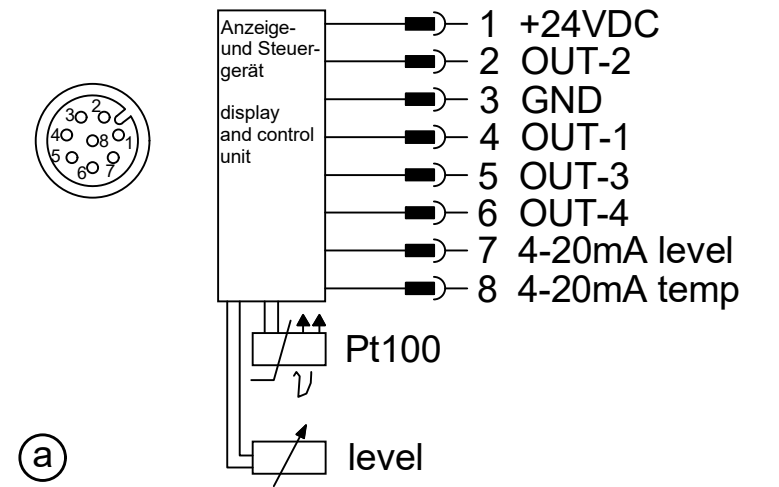 Anzeige-
und Steuer-
gerät
display
and control
unit
1 +24VDC
2 OUT-2
3 GND
4 OUT-1
5 OUT-3
6 OUT-4
7 4-20mA level
8 4-20mA temp
3 2
4 8 1
5 6 7
Pt100
level
a